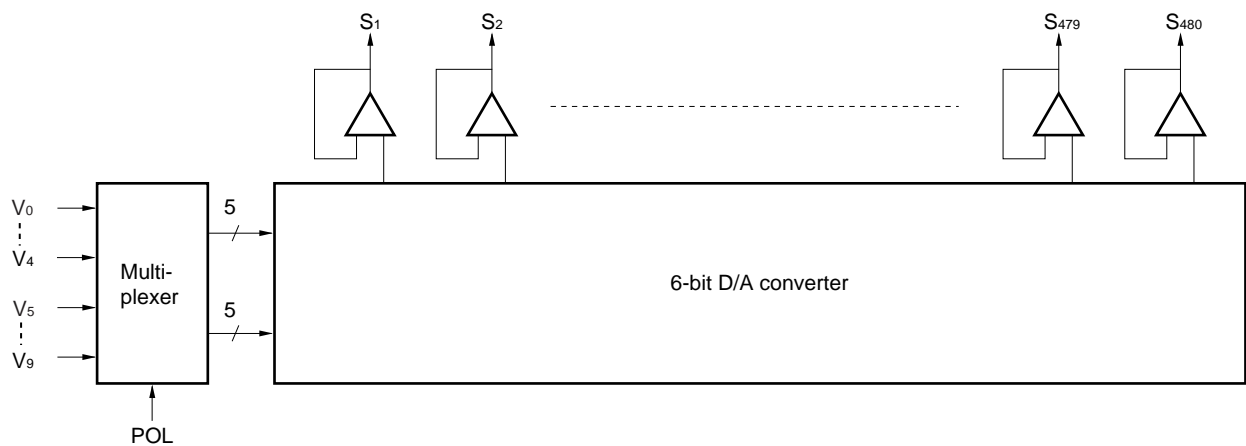 S1 S2 S479 S480
V0
V4
V5
V9
Multi-
plexer
POL
5
5
6-bit D/A converter